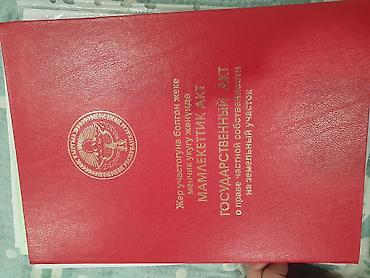 Жер участогуна болгон жеке
менчик укугу жөнүндө
МАМЛЕКЕТТИК АКТ
ГОСУДАРСТВЕННЫЙ АКТ
о праве частной собственности
на земельный участок